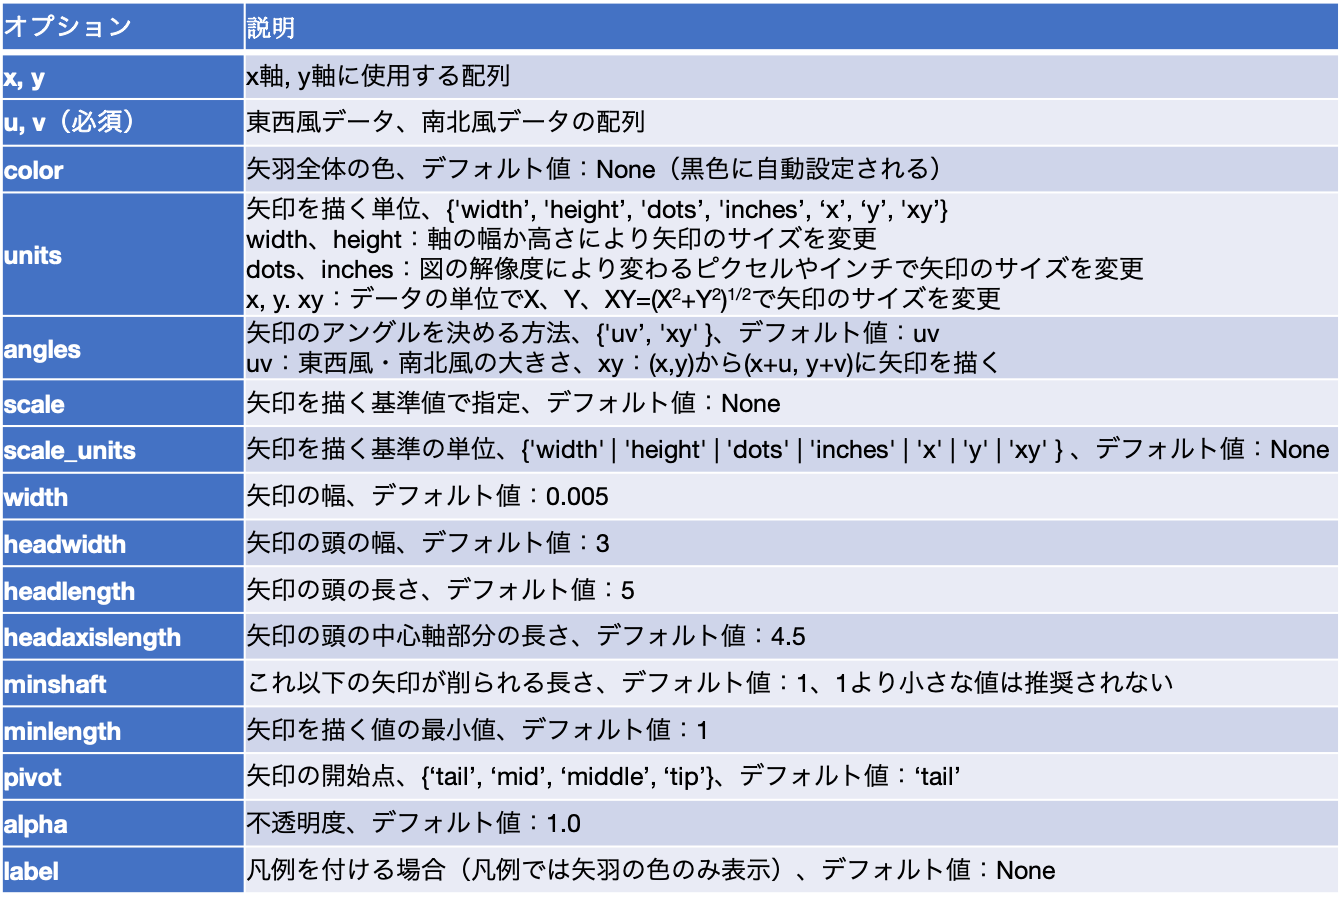 オプション 説明
x, y x軸, y軸に使用する配列
u, v（必須） 東西風データ、南北風データの配列
color 矢羽全体の色、デフォルト値：None（黒色に自動設定される）
units 矢印を描く単位、{'width’, 'height’, 'dots’, 'inches’, ‘x’, ‘y’, 'xy’}
width、height：軸の幅か高さにより矢印のサイズを変更
dots、inches：図の解像度により変わるピクセルやインチで矢印のサイズを変更
x, y. xy：データの単位でX、Y、XY=(X²+Y²)¹/²で矢印のサイズを変更
angles 矢印のアングルを決める方法、{'uv’, 'xy' }、デフォルト値：uv
uv：東西風・南北風の大きさ、xy：(x,y)から(x+u, y+v)に矢印を描く
scale 矢印を描く基準値で指定、デフォルト値：None
scale_units 矢印を描く基準の単位、{'width' | 'height' | 'dots' | 'inches' | 'x' | 'y' | 'xy' } 、デフォルト値：None
width 矢印の幅、デフォルト値：0.005
headwidth 矢印の頭の幅、デフォルト値：3
headlength 矢印の頭の長さ、デフォルト値：5
headaxislength 矢印の頭の中心軸部分の長さ、デフォルト値：4.5
minshaft これ以下の矢印が削られる長さ、デフォルト値：1、1より小さな値は推奨されない
minlength 矢印を描く値の最小値、デフォルト値：1
pivot 矢印の開始点、{‘tail’, ‘mid’, ‘middle’, ‘tip’}、デフォルト値：‘tail’
alpha 不透明度、デフォルト値：1.0
label 凡例を付ける場合（凡例では矢羽の色のみ表示）、デフォルト値：None